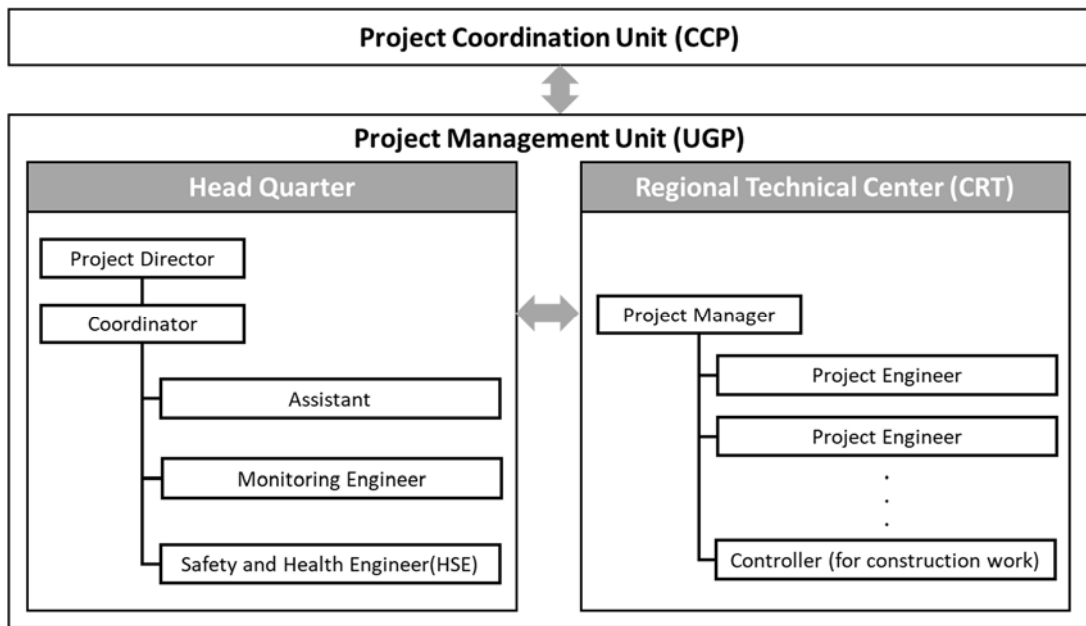 Project Coordination Unit (CCP)
Project Management Unit (UGP)
Head Quarter
Project Director
Coordinator
Assistant
Monitoring Engineer
Safety and Health Engineer(HSE)
Regional Technical Center (CRT)
Project Manager
Project Engineer
Project Engineer
.
.
.
Controller (for construction work)